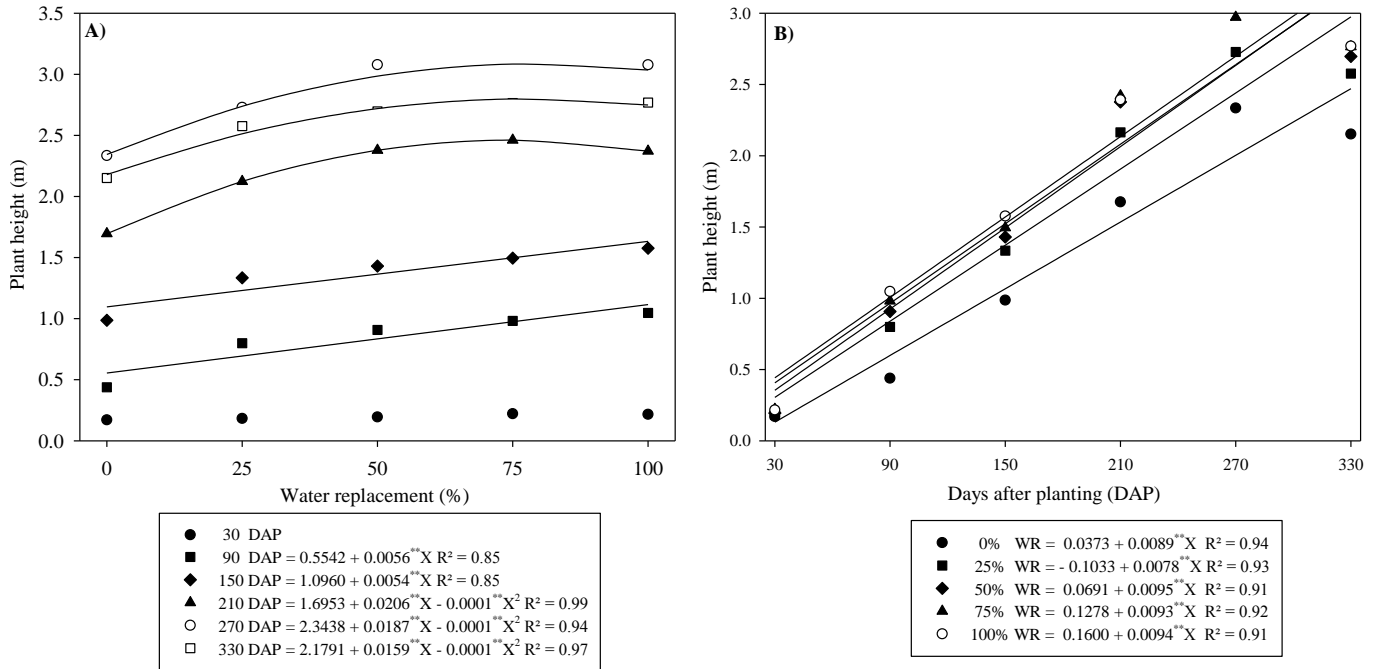 A)
Plant height (m)
3.5
3.0
2.5
2.0
1.5
1.0
0.5
0.0
0 25 50 75 100
Water replacement (%)
30 DAP
90 DAP = 0.5542 + 0.0056**X R² = 0.85
150 DAP = 1.0960 + 0.0054**X R² = 0.85
210 DAP = 1.6953 + 0.0206**X - 0.0001**X² R² = 0.99
270 DAP = 2.3438 + 0.0187**X - 0.0001**X² R² = 0.94
330 DAP = 2.1791 + 0.0159**X - 0.0001**X² R² = 0.97
B)
Plant height (m)
3.0
2.5
2.0
1.5
1.0
0.5
0.0
30 90 150 210 270 330
Days after planting (DAP)
0% WR = 0.0373 + 0.0089**X R² = 0.94
25% WR = - 0.1033 + 0.0078**X R² = 0.93
50% WR = 0.0691 + 0.0095**X R² = 0.91
75% WR = 0.1278 + 0.0093**X R² = 0.92
100% WR = 0.1600 + 0.0094**X R² = 0.91